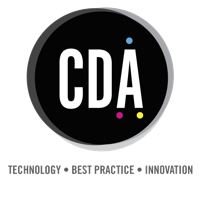 CDA
TECHNOLOGY • BEST PRACTICE • INNOVATION